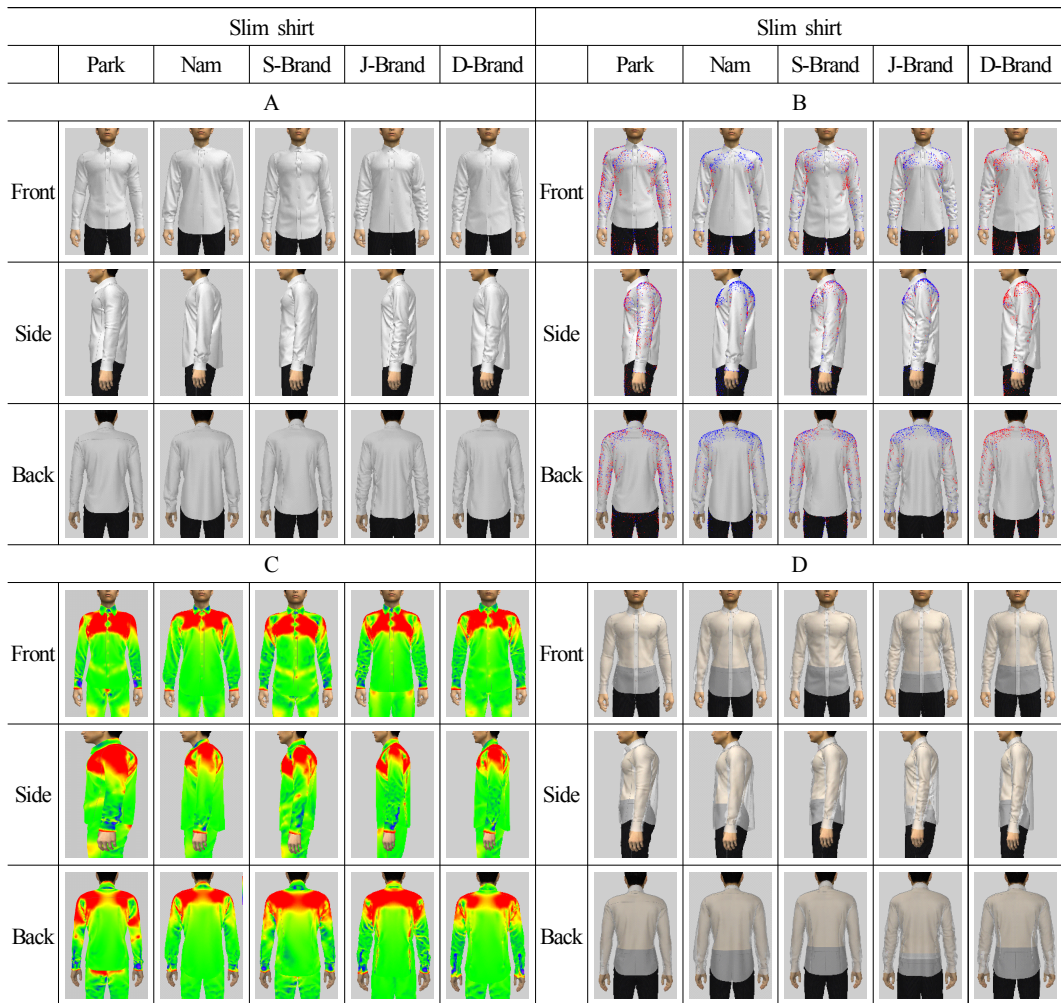 Slim shirt Slim shirt
Park Nam S-Brand J-Brand D-Brand Park Nam S-Brand J-Brand D-Brand
A B
Front Front
Side Side
Back Back
C D
Front Front
Side Side
Back Back